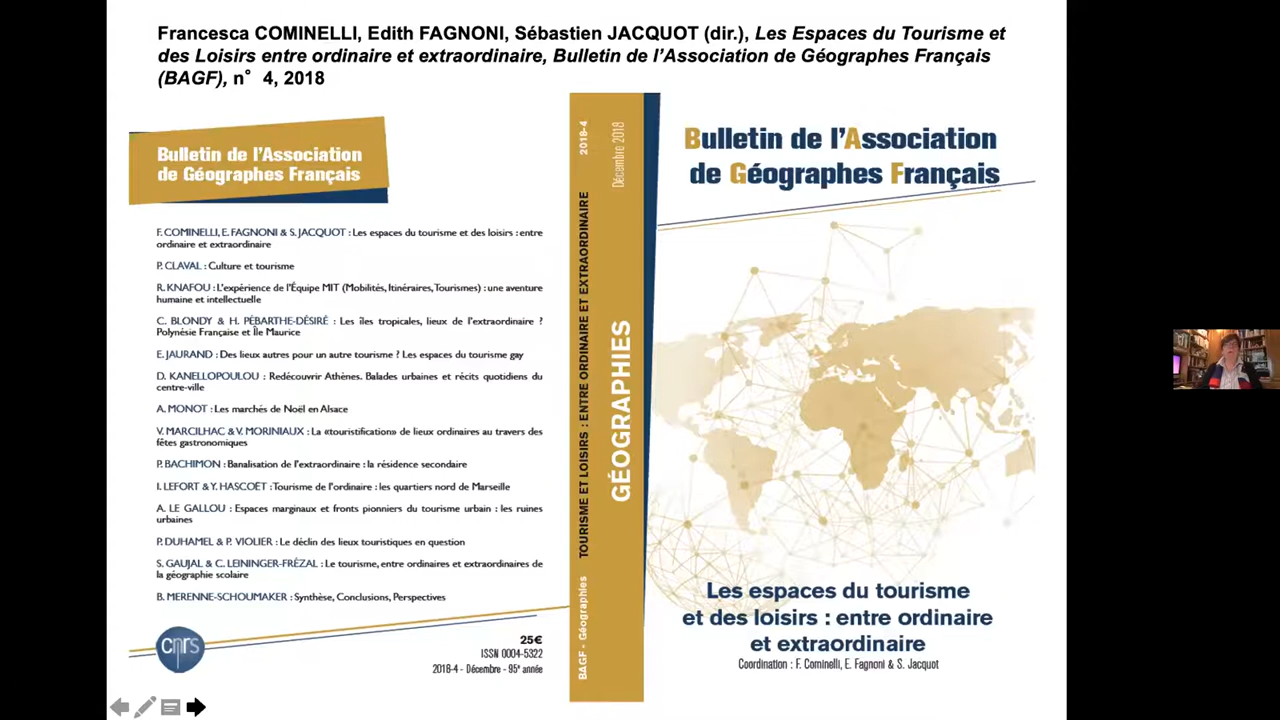 Francesca COMINELLI, Edith FAGNONI, Sébastien JACQUOT (dir.), Les Espaces du Tourisme et
des Loisirs entre ordinaire et extraordinaire, Bulletin de l’Association de Géographes Français
(BAGF), n° 4, 2018
Bulletin de l’Association
de Géographes Français
F. COMINELLI, E. FAGNONI & S. JACQUOT : Les espaces du tourisme et des loisirs : entre
ordinaire et extraordinaire
P. CLAVAL : Culture et tourisme
R. KNAFOU : L’expérience de l’Équipe MIT (Mobilités, Itinéraires, Tourismes) : une aventure
humaine et intellectuelle
C. BLONDY & H. PÉBARTHE-DÉSIRÉ : Les îles tropicales, lieux de l’extraordinaire ?
Polynésie Française et Île Maurice
E. JAURAND : Des lieux autres pour un autre tourisme ? Les espaces du tourisme gay
D. KANELLOPOULOU : Redécouvrir Athènes. Balades urbaines et récits quotidiens du
centre-ville
A. MONOT : Les marchés de Noël en Alsace
V. MARCILHAC & V. MORINIAUX : La «touristification» de lieux ordinaires au travers des
fêtes gastronomiques
P. BACHIMON : Banalisation de l’extraordinaire : la résidence secondaire
I. LEFORT & Y. HASCOËT : Tourisme de l’ordinaire : les quartiers nord de Marseille
A. LE GALLOU : Espaces marginaux et fronts pionniers du tourisme urbain : les ruines
urbaines
P. DUHAMEL & P. VIOLIER : Le déclin des lieux touristiques en question
S. GAUJAL & C. LEININGER-FRÉZAL : Le tourisme, entre ordinaires et extraordinaires de
la géographie scolaire
B. MERENNE-SCHOUMAKER : Synthèse, Conclusions, Perspectives
cnrs
25€
ISSN 0004-5322
2018-4 - Décembre - 95e année
2018-4
Décembre 2018
TOURISME ET LOISIRS : ENTRE ORDINAIRE ET EXTRAORDINAIRE
GÉOGRAPHIES
BAGF - Géographies
Bulletin de l’Association
de Géographes Français
Les espaces du tourisme
et des loisirs : entre ordinaire
et extraordinaire
Coordination : F. Cominelli, E. Fagnoni & S. Jacquot